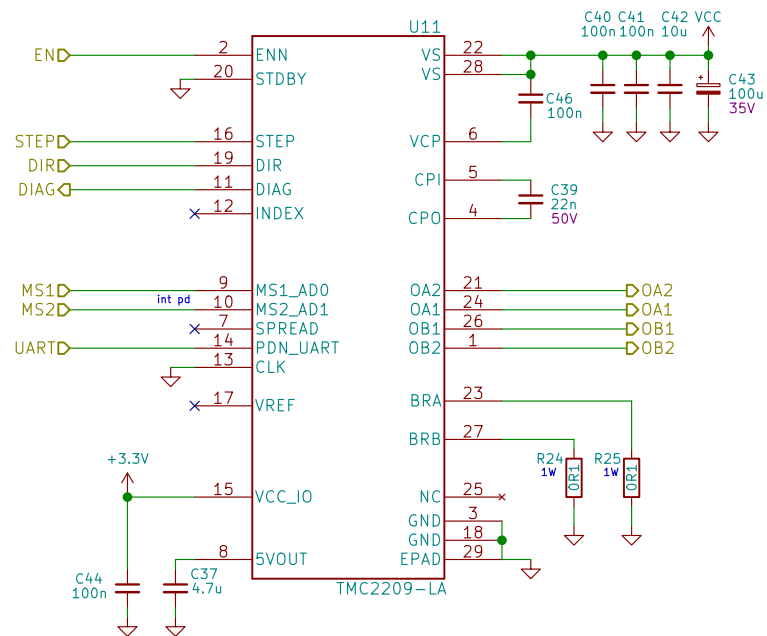 U11
C40 C41 C42 VCC
100n 100n 10u
EN 2 ENN VS 22
20 STDBY VS 28
+ C43
100u
35V
C46
100n
STEP 16 STEP VCP 6
DIR 19 DIR
DIAG 11 DIAG CPI 5
12 INDEX CPO 4
C39
22n
50V
MS1 9 MS1_AD0 OA2 21 OA2
int pd
MS2 10 MS2_AD1 OA1 24 OA1
7 SPREAD OB1 26 OB1
UART 14 PDN_UART OB2 1 OB2
13 CLK
17 VREF BRA 23
BRB 27
+3.3V
R24 R25
1W 1W
0R1 0R1
15 VCC_IO NC 25
GND 3
GND 18
8 5VOUT EPAD 29
C44 C37
100n 4.7u
TMC2209-LA